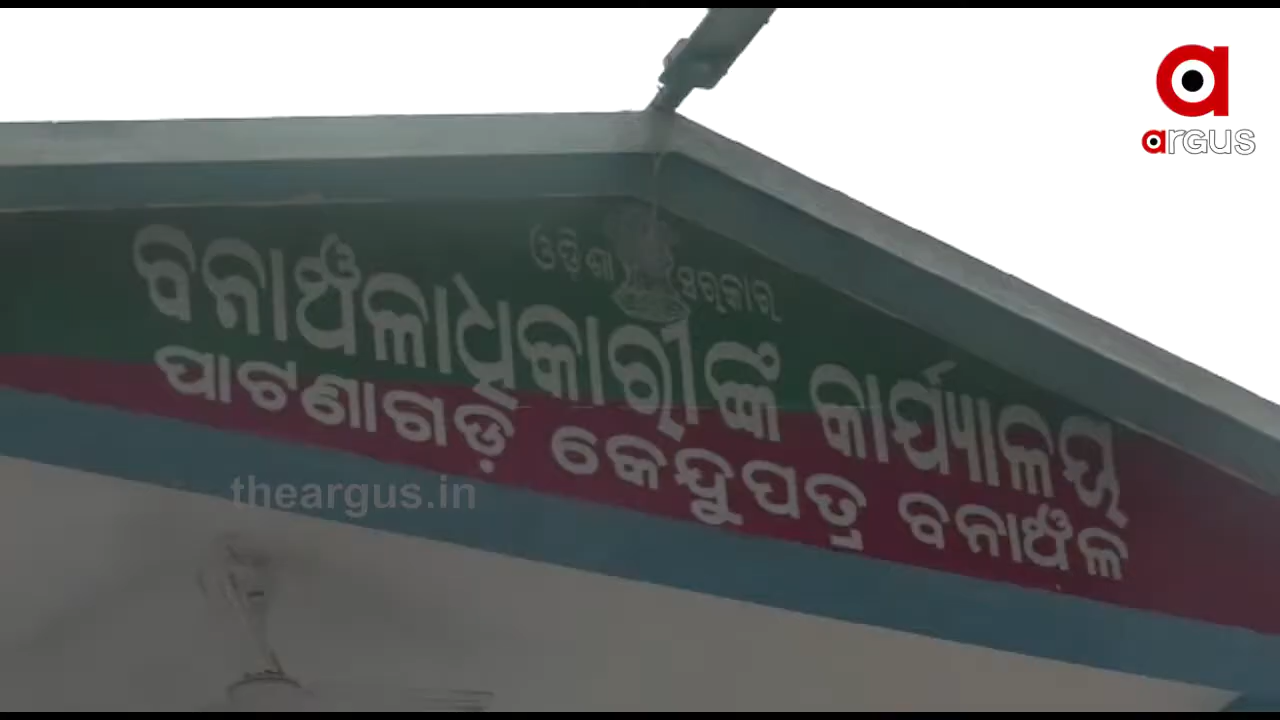 argus
ଓଡ଼ିଶା ସରକାର
ବନାଞ୍ଚଳାଧିକାରୀଙ୍କ କାର୍ଯ୍ୟାଳୟ
ପାଟଣାଗଡ଼ କେନ୍ଦୁପତ୍ର ବନାଞ୍ଚଳ
theargus.in